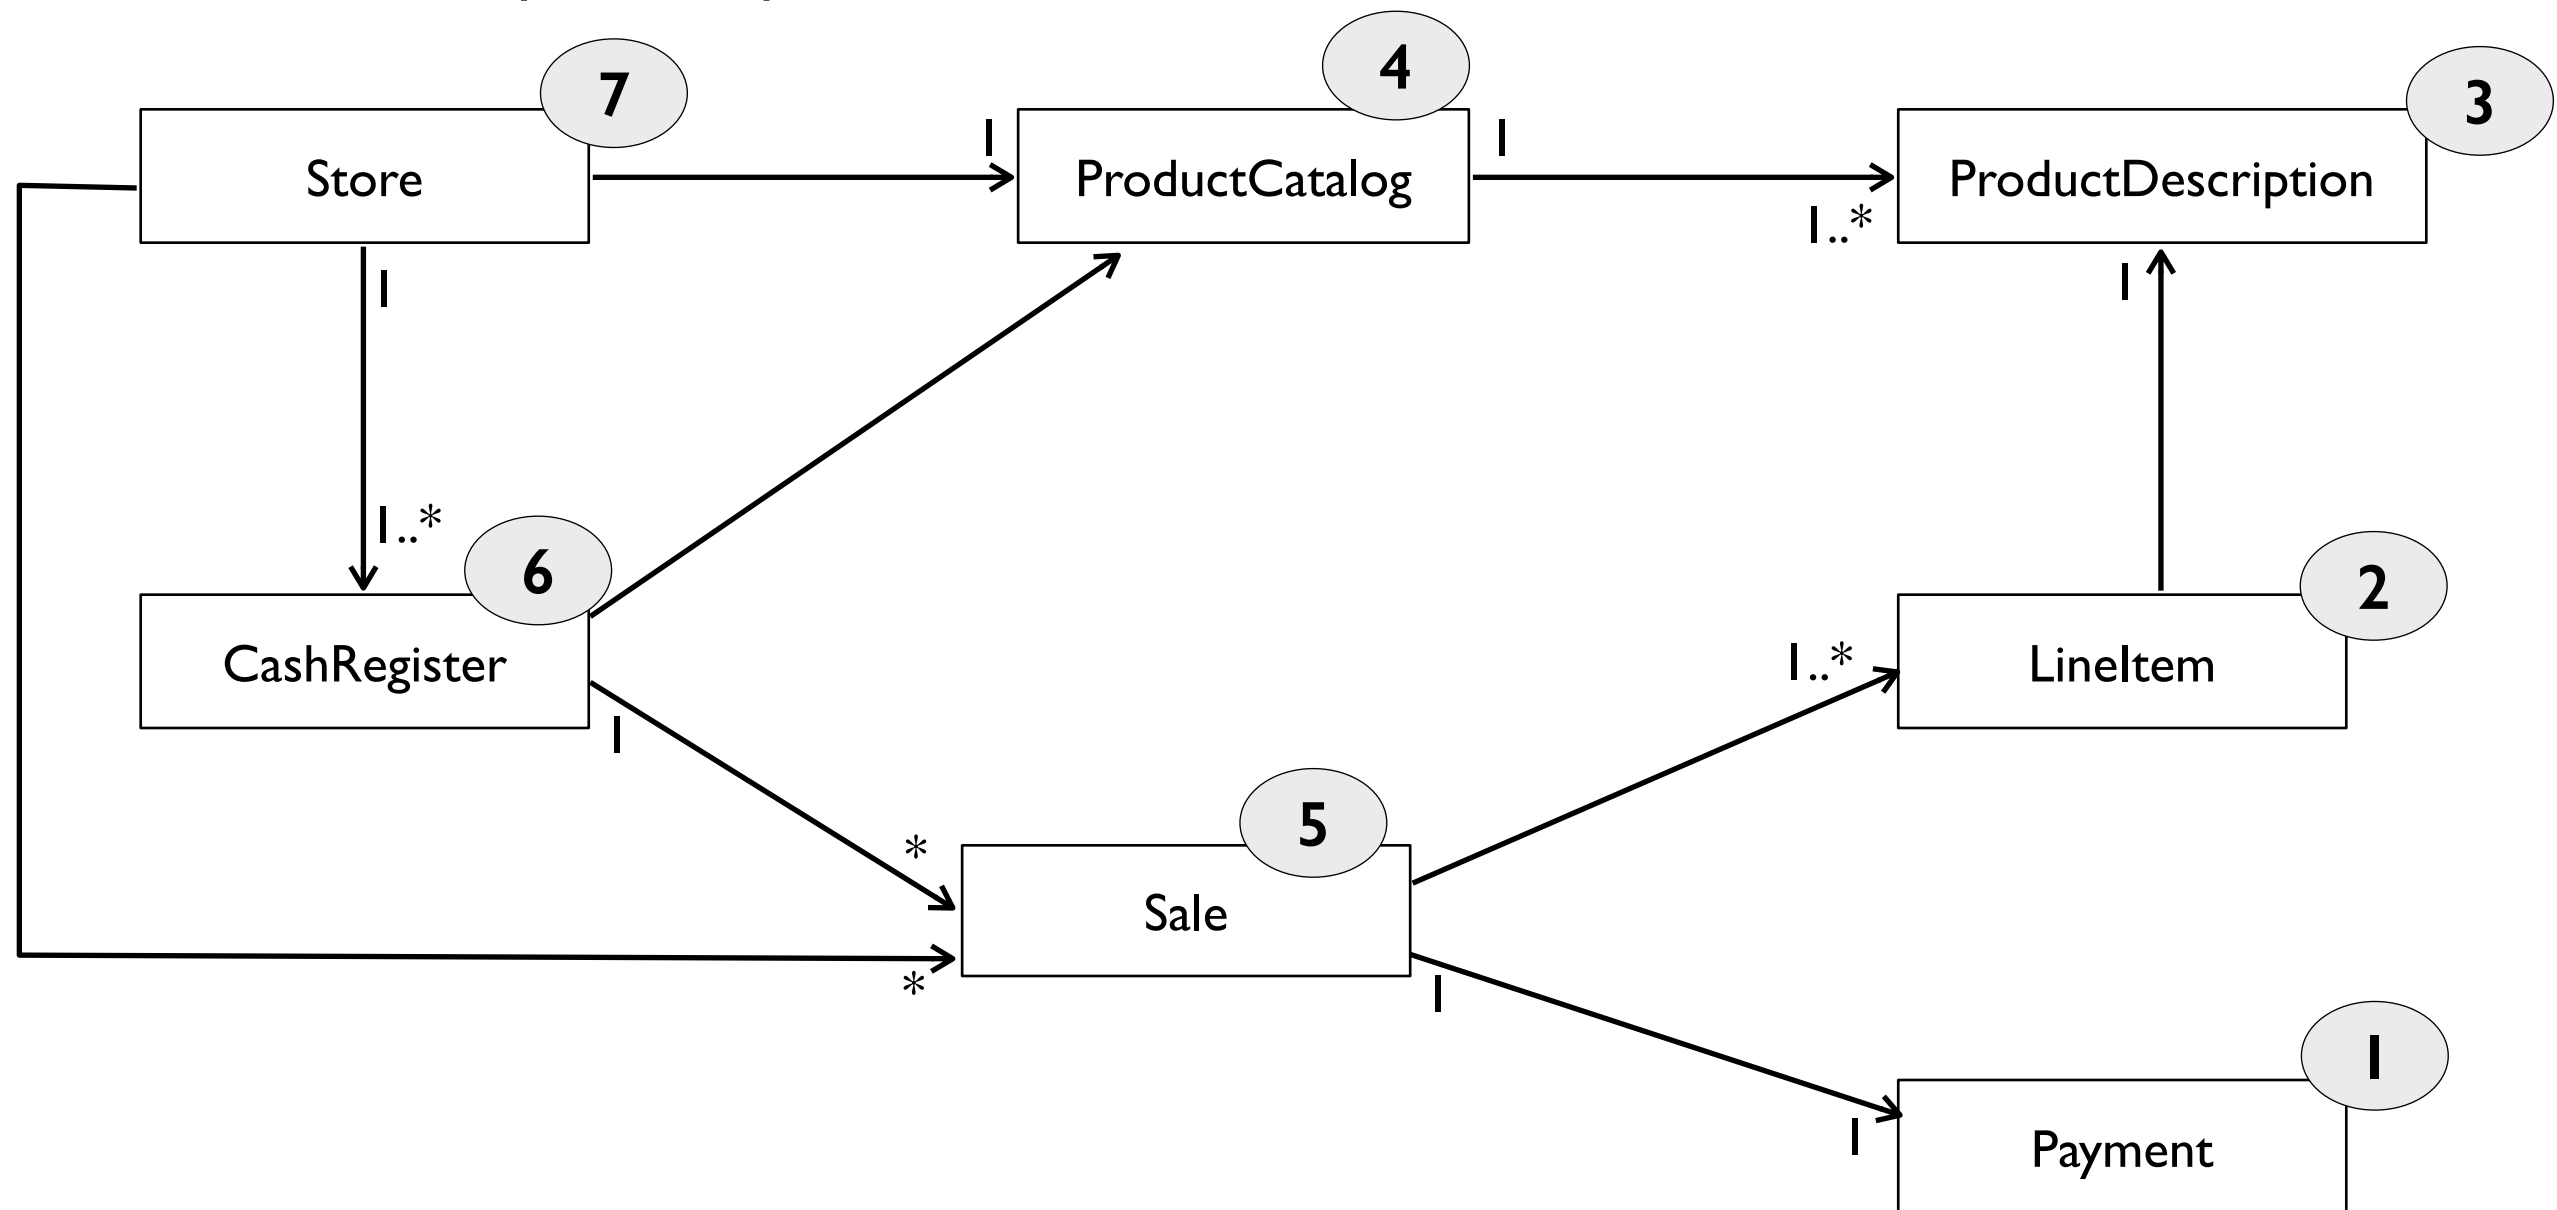 7
4
3
Store
1
ProductCatalog
1
ProductDescription
1..*
1
1
1..*
6
2
CashRegister
1..*
LineItem
1
5
*
Sale
*
1
1
1
Payment